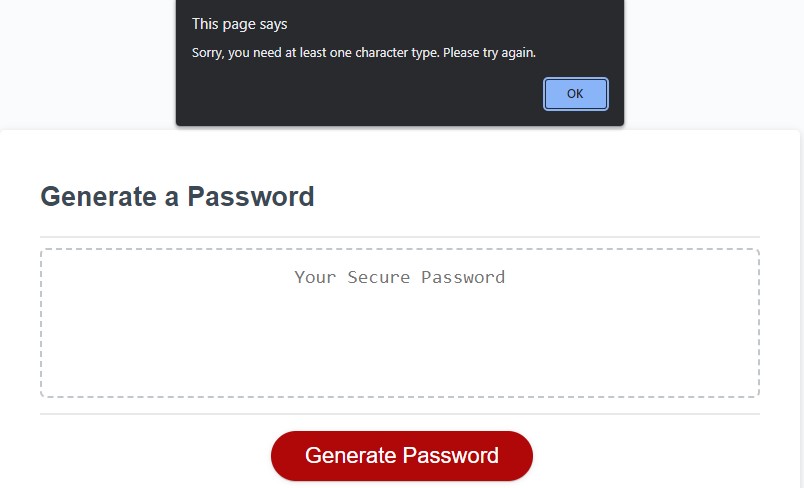 This page says
Sorry, you need at least one character type. Please try again.
OK
Generate a Password
Your Secure Password
Generate Password